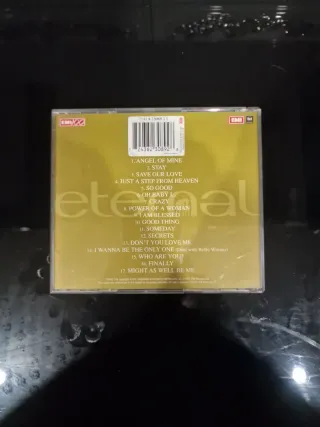 EMI
eternal
1. ANGEL OF MINE
2. STAY
3. SAVE OUR LOVE
4. JUST A STEP FROM HEAVEN
5. SO GOOD
6. OH BABY I...
7. CRAZY
8. POWER OF A WOMAN
9. I AM BLESSED
10. GOOD THING
11. SOMEDAY
12. SECRETS
13. DON'T YOU LOVE ME
14. I WANNA BE THE ONLY ONE
15. WHO ARE YOU
16. FINALLY
17. MIGHT AS WELL BE ME